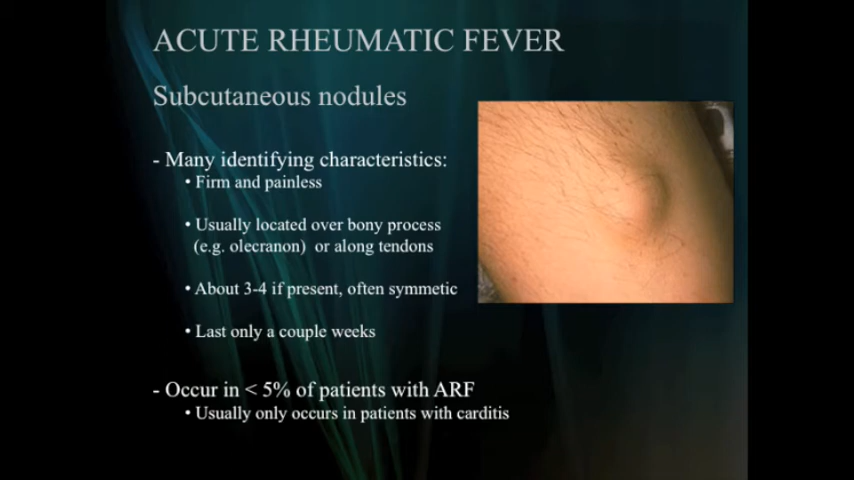 ACUTE RHEUMATIC FEVER
Subcutaneous nodules
- Many identifying characteristics:
• Firm and painless
• Usually located over bony process
(e.g. olecranon) or along tendons
• About 3-4 if present, often symmetic
• Last only a couple weeks
- Occur in < 5% of patients with ARF
• Usually only occurs in patients with carditis